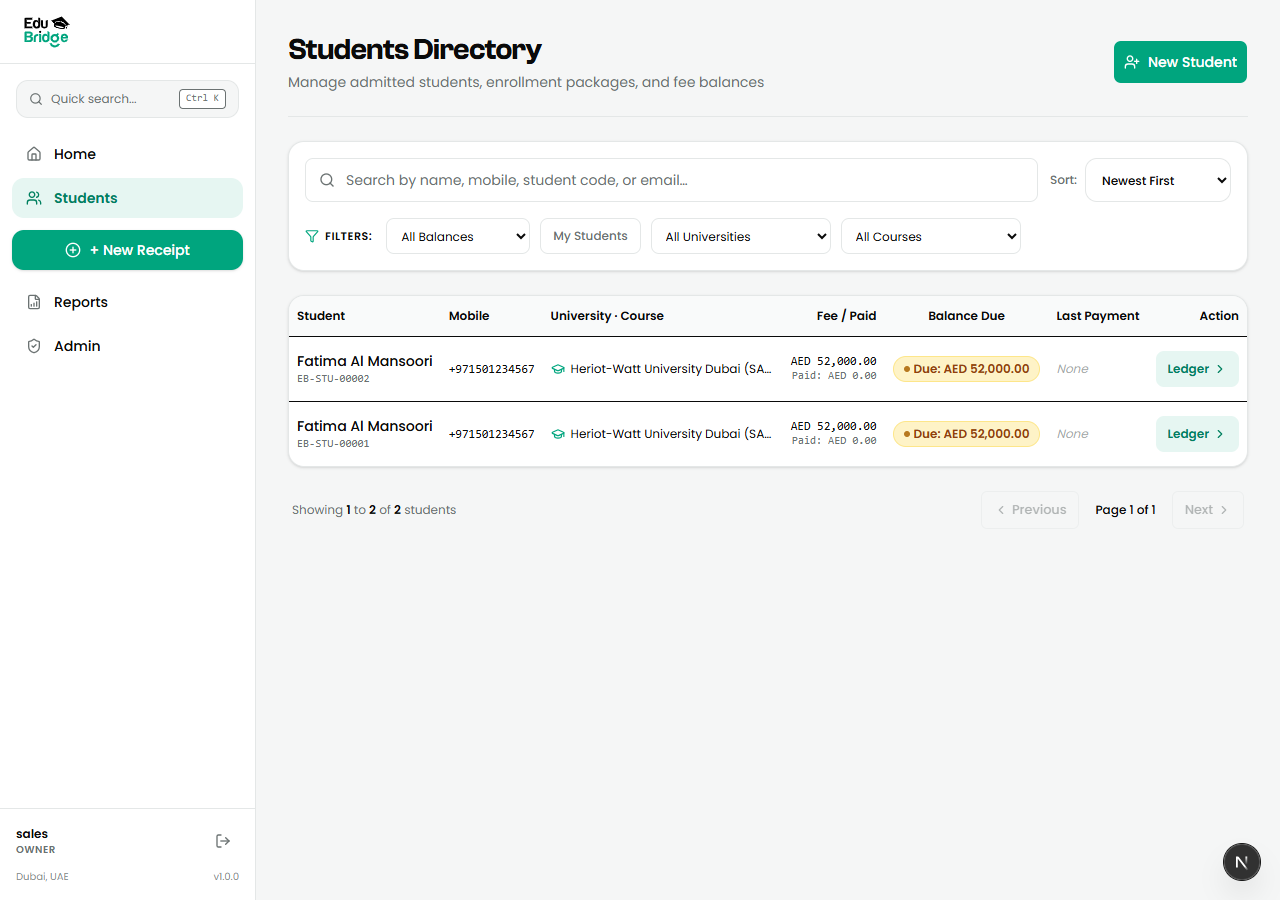 Edu
Bridge
Quick search... Ctrl K
Home
Students
+ New Receipt
Reports
Admin
sales
OWNER
Dubai, UAE v1.0.0
Students Directory
Manage admitted students, enrollment packages, and fee balances
New Student
Search by name, mobile, student code, or email...
Sort: Newest First
FILTERS: All Balances My Students All Universities All Courses
Student Mobile University · Course Fee / Paid Balance Due Last Payment Action
Fatima Al Mansoori
EB-STU-00002
+971501234567
Heriot-Watt University Dubai (SA...
AED 52,000.00
Paid: AED 0.00
Due: AED 52,000.00
None
Ledger
Fatima Al Mansoori
EB-STU-00001
+971501234567
Heriot-Watt University Dubai (SA...
AED 52,000.00
Paid: AED 0.00
Due: AED 52,000.00
None
Ledger
Showing 1 to 2 of 2 students
Previous Page 1 of 1 Next
N